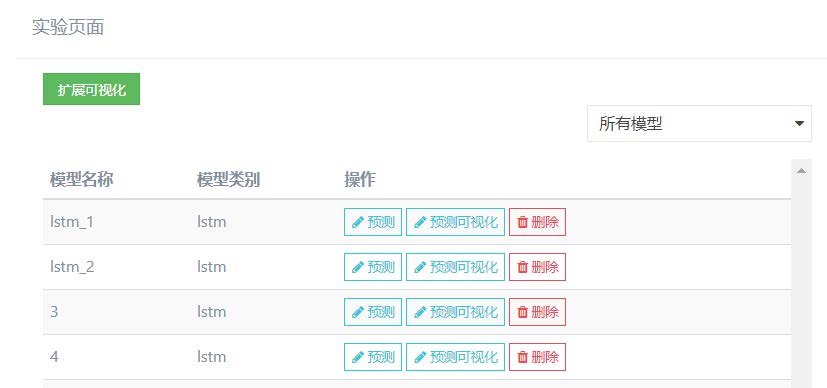 实验页面
扩展可视化
所有模型
模型名称 模型类别 操作
lstm_1 lstm 预测 预测可视化 删除
lstm_2 lstm 预测 预测可视化 删除
3 lstm 预测 预测可视化 删除
4 lstm 预测 预测可视化 删除